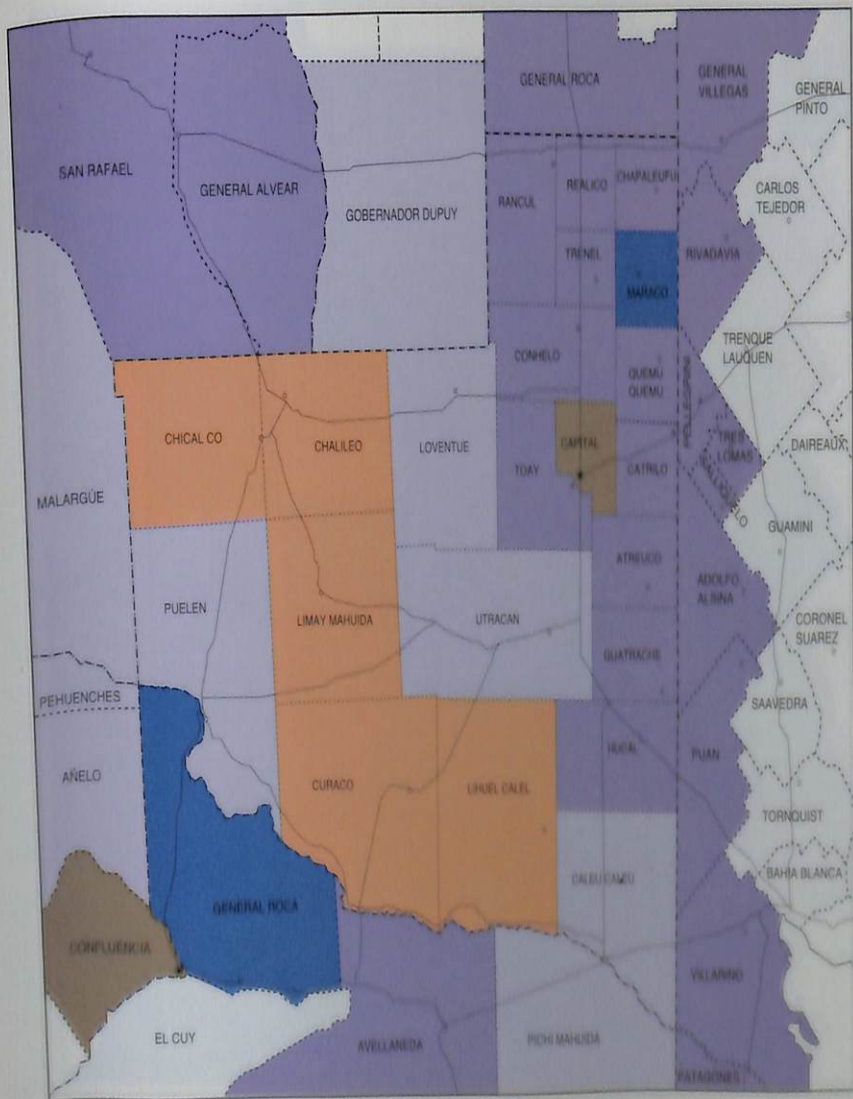 GENERAL ROCA
GENERAL
VILLEGAS
GENERAL
PINTO
SAN RAFAEL
GENERAL ALVEAR
GOBERNADOR DUPUY
RANCUL
REALICO
CHAPALEUFU
CARLOS
TEJEDOR
TRENEL
MARACO
RIVADAVIA
TRENQUE
LAUQUEN
CONHELO
QUEMU
QUEMU
PELLEGRINI
CHICAL CO
CHALILEO
LOVENTUE
TOAY
CAPITAL
CATRILO
TRES
LOMAS
SALLIQUELO
DAIREAUX
MALARGÜE
GUAMINI
PUELEN
LIMAY MAHUIDA
UTRACAN
ATREUCO
ADOLFO
ALSINA
CORONEL
SUAREZ
GUATRACHE
PEHUENCHES
SAAVEDRA
AÑELO
CURACO
LIHUEL CALEL
HUCAL
PUAN
TORNQUIST
CALEU CALEU
BAHIA BLANCA
GENERAL ROCA
CONFLUENCIA
VILLARINO
EL CUY
AVELLANEDA
PICHI MAHUIDA
PATAGONES